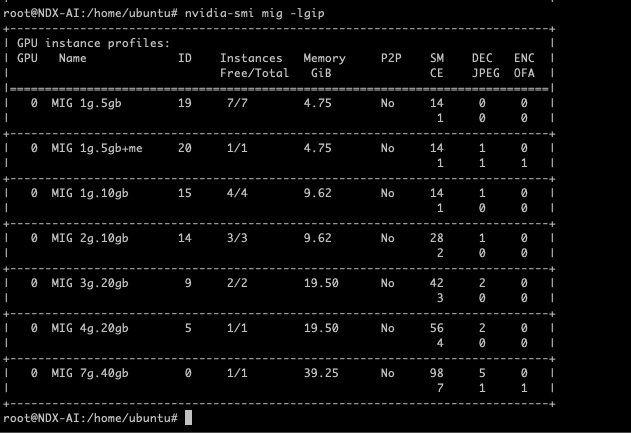 root@NDX-AI:/home/ubuntu# nvidia-smi mig -lgip
+-----------------------------------------------------------------------------+
| GPU instance profiles:                                                      |
| GPU   Name             ID    Instances   Memory     P2P    SM    DEC   ENC  |
|                              Free/Total   GiB              CE    JPEG  OFA  |
|=============================================================================|
|   0  MIG 1g.5gb        19     7/7        4.75       No     14     0     0   |
|                                                             1     0     0   |
+-----------------------------------------------------------------------------+
|   0  MIG 1g.5gb+me     20     1/1        4.75       No     14     1     0   |
|                                                             1     1     1   |
+-----------------------------------------------------------------------------+
|   0  MIG 1g.10gb       15     4/4        9.62       No     14     1     0   |
|                                                             1     0     0   |
+-----------------------------------------------------------------------------+
|   0  MIG 2g.10gb       14     3/3        9.62       No     28     1     0   |
|                                                             2     0     0   |
+-----------------------------------------------------------------------------+
|   0  MIG 3g.20gb        9     2/2        19.50      No     42     2     0   |
|                                                             3     0     0   |
+-----------------------------------------------------------------------------+
|   0  MIG 4g.20gb        5     1/1        19.50      No     56     2     0   |
|                                                             4     0     0   |
+-----------------------------------------------------------------------------+
|   0  MIG 7g.40gb        0     1/1        39.25      No     98     5     0   |
|                                                             7     1     1   |
+-----------------------------------------------------------------------------+
root@NDX-AI:/home/ubuntu#